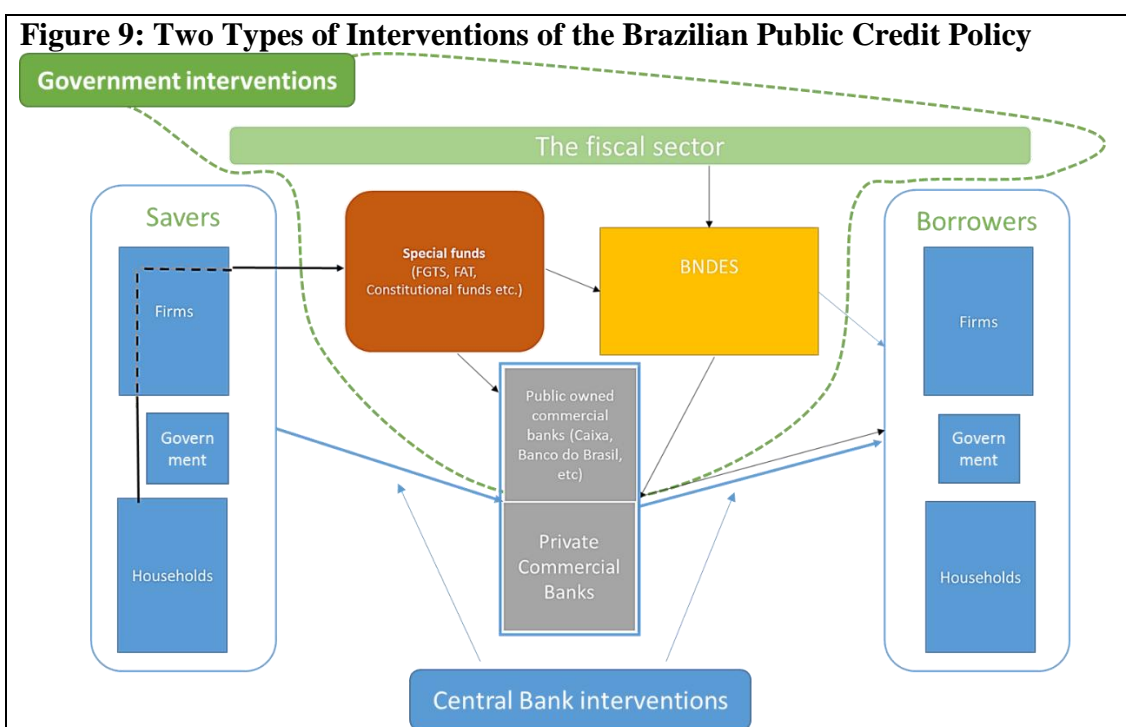 Figure 9: Two Types of Interventions of the Brazilian Public Credit Policy
Government interventions
The fiscal sector
Savers
Firms
Govern
ment
Households
Special funds
(FGTS, FAT,
Constitutional funds etc.)
BNDES
Public owned
commercial
banks (Caixa,
Banco do Brasil,
etc)
Private
Commercial
Banks
Borrowers
Firms
Govern
ment
Households
Central Bank interventions